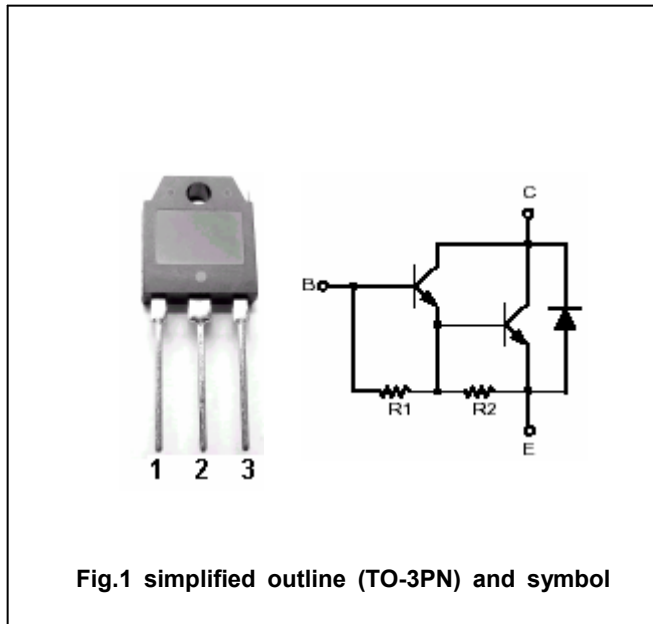 C
B
R1 R2
E
1 2 3
Fig.1 simplified outline (TO-3PN) and symbol